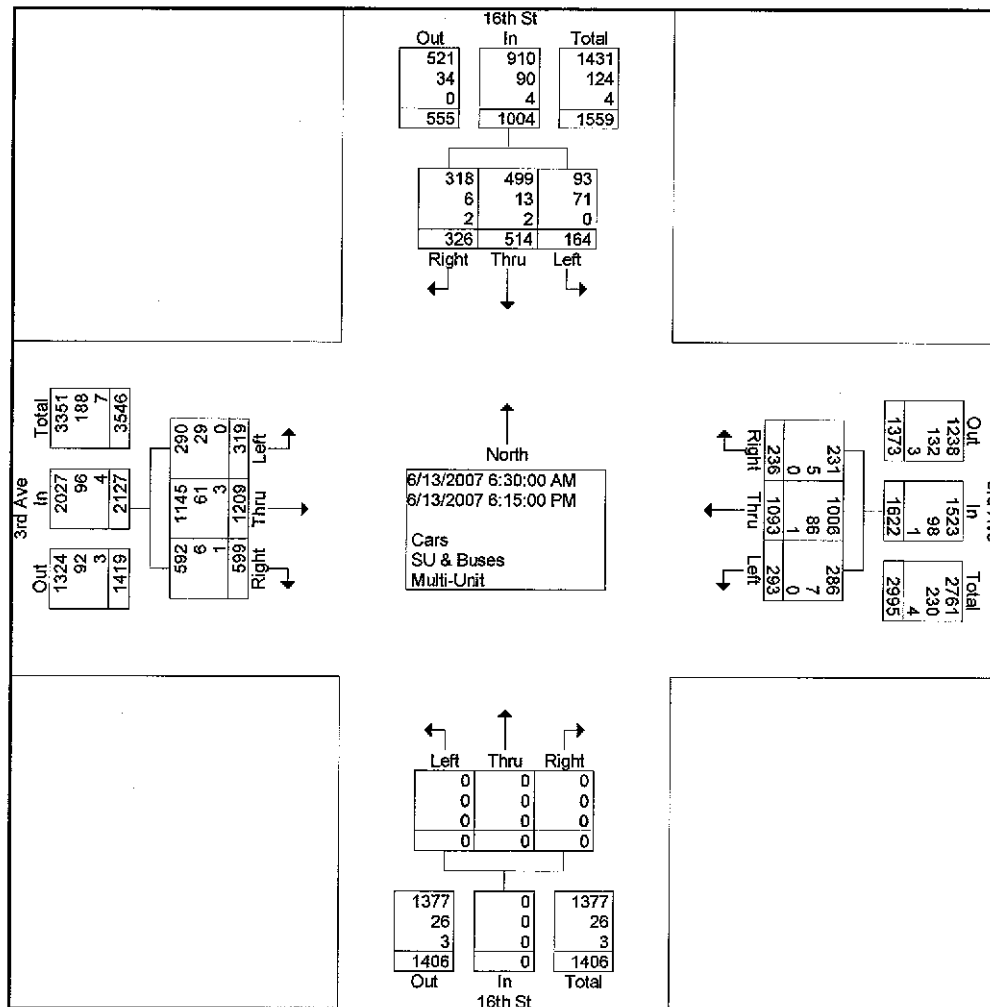 16th St
Out In Total
521 910 1431
34 90 124
0 4 4
555 1004 1559
318 499 93
6 13 71
2 2 0
326 514 164
Right Thru Left
3rd Ave
Total In Out
3351 2027 1324
188 96 92
7 4 3
3546 2127 1419
290 1145 592
29 61 6
0 3 1
319 1209 599
Left Thru Right
North
6/13/2007 6:30:00 AM
6/13/2007 6:15:00 PM
Cars
SU & Buses
Multi-Unit
Right Thru Left
231 1006 286
5 86 7
0 1 0
236 1093 293
Out In Total
1238 1523 2761
132 98 230
3 1 4
1373 1622 2995
Left Thru Right
0 0 0
0 0 0
0 0 0
0 0 0
1377 0 1377
26 0 26
3 0 3
1406 0 1406
Out In Total
16th St